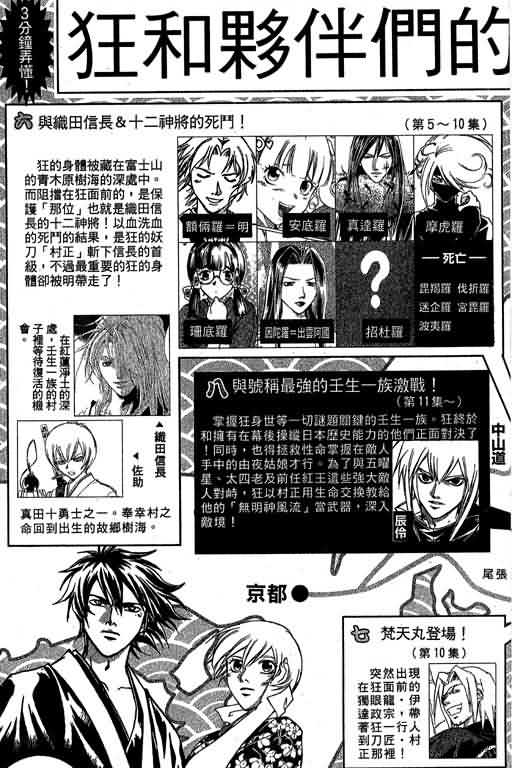 3分鐘弄懂！
狂和夥伴們的
六 與織田信長＆十二神將的死鬥！
（第5～10集）
狂的身體被藏在富士山
的青木原樹海的深處中。
而阻擋在狂面前的，是保
護「那位」也就是織田信
長的十二神將！以血洗血
的死鬥的結果，是狂的妖
刀「村正」斬下信長的首
級，不過最重要的狂的身
體卻被明帶走了！
額倆羅＝明
安底羅
真達羅
摩虎羅
珊底羅
因陀羅＝出雲阿國
？
招杜羅
死亡
毘羯羅 伐折羅
迷企羅 宮毘羅
波夷羅
在紅蓮淨土的深
處，壬生一族的村
子裡等待復活的機
會。
▲織田信長
◀佐助
真田十勇士之一。奉幸村之
命回到出生的故鄉樹海。
八 與號稱最強的壬生一族激戰！
（第11集～）
掌握狂身世等一切謎題關鍵的壬生一族。狂終於
和擁有在幕後操縱日本歷史能力的他們正面對決了
！同時，也得拯救性命掌握在敵人
手中的由夜姑娘才行。為了與五曜
星、太四老及前任紅王這些強大敵
人對峙，狂以村正用生命交換教給
他的「無明神風流」當武器，深入
敵境！
辰伶
中山道
尾張
京都
七 梵天丸登場！
（第10集）
突然出現
在狂面前的
獨眼龍・伊
達政宗，帶
著狂一行人
到刀匠・村
正那裡！